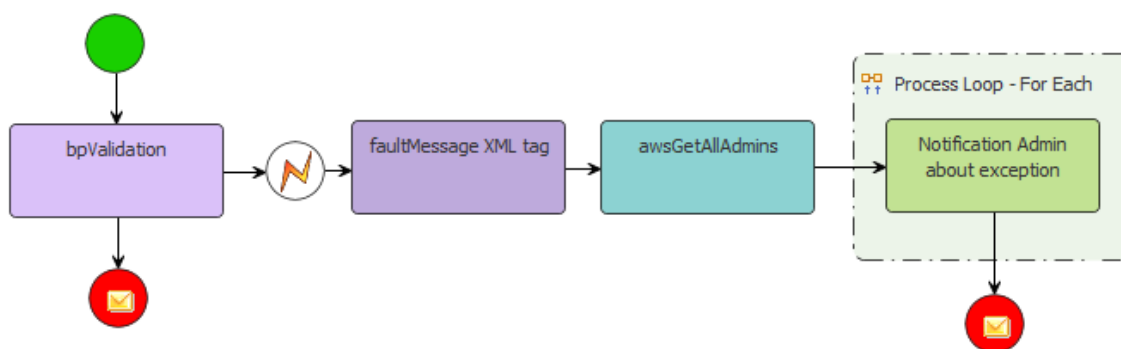 Process Loop - For Each
bpValidation
faultMessage XML tag
awsGetAllAdmins
Notification Admin
about exception